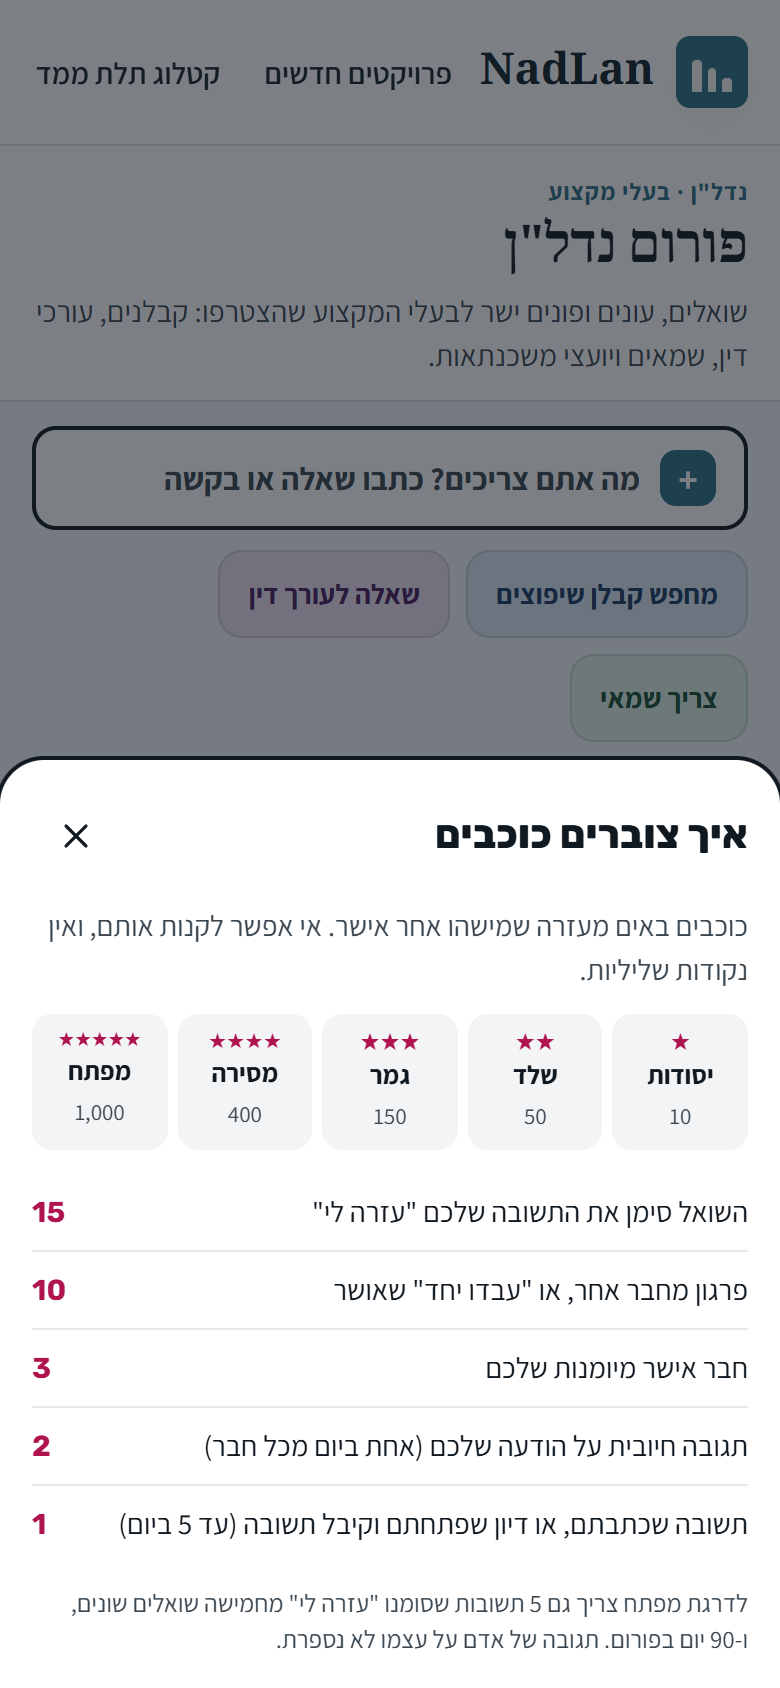 NadLan פרויקטים חדשים קטלוג תלת ממד
נדל"ן · בעלי מקצוע
פורום נדל"ן
שואלים, עונים ופונים ישר לבעלי המקצוע שהצטרפו: קבלנים, עורכי
דין, שמאים ויועצי משכנתאות.
+ מה אתם צריכים? כתבו שאלה או בקשה
מחפש קבלן שיפוצים שאלה לעורך דין
צריך שמאי
איך צוברים כוכבים
כוכבים באים מעזרה שמישהו אחר אישר. אי אפשר לקנות אותם, ואין
נקודות שליליות.
★ ★★ ★★★ ★★★★ ★★★★★
יסודות שלד גמר מסירה מפתח
10 50 150 400 1,000
השואל סימן את התשובה שלכם "עזרה לי" 15
פרגון מחבר אחר, או "עבדו יחד" שאושר 10
חבר אישר מיומנות שלכם 3
תגובה חיובית על הודעה שלכם (אחת ביום מכל חבר) 2
תשובה שכתבתם, או דיון שפתחתם וקיבל תשובה (עד 5 ביום) 1
לדרגת מפתח צריך גם 5 תשובות שסומנו "עזרה לי" מחמישה שואלים שונים,
ו-90 יום בפורום. תגובה של אדם על עצמו לא נספרת.